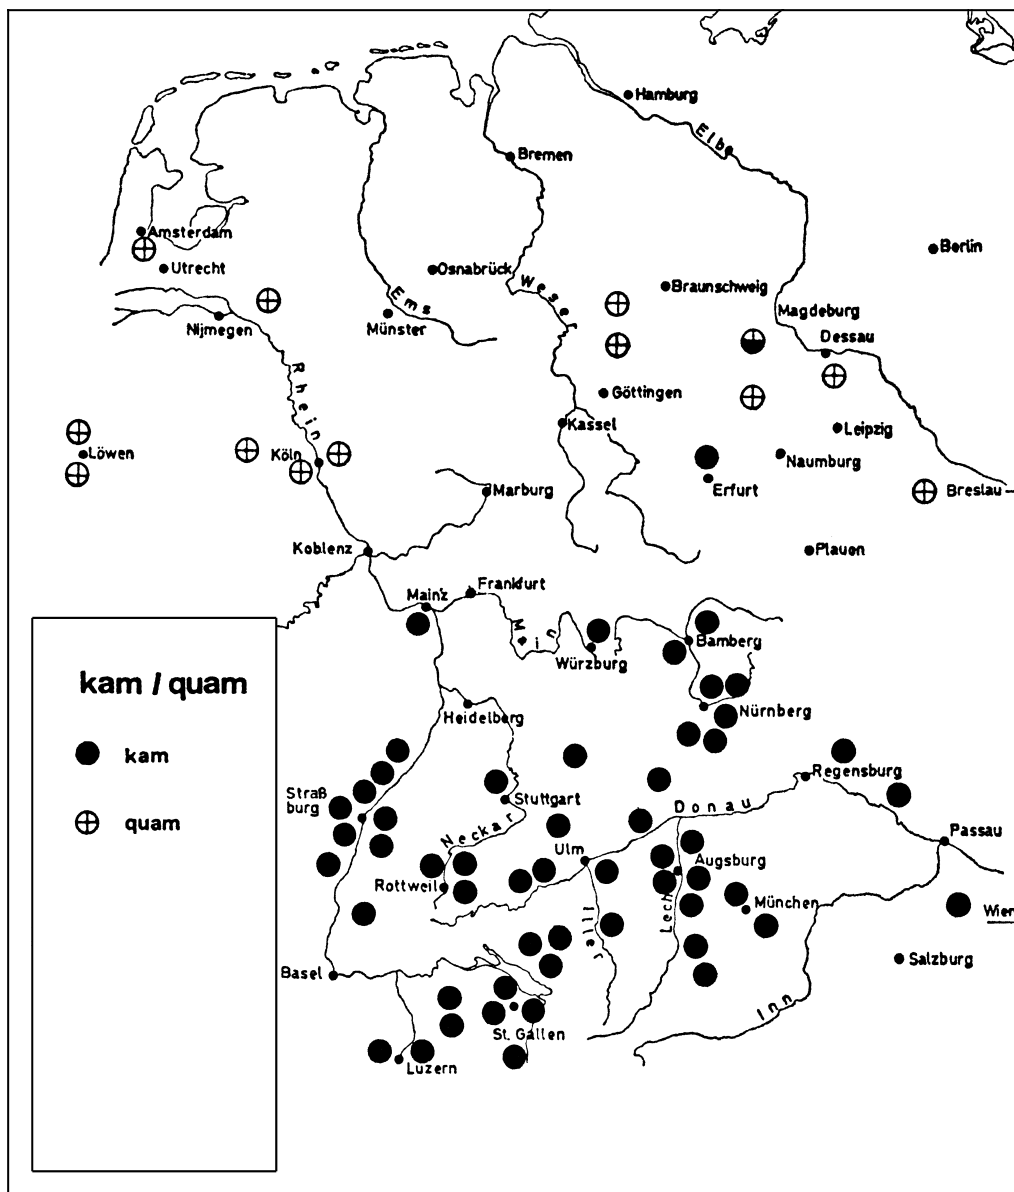 Hamburg
Elbe
Bremen
Amsterdam
Utrecht
Osnabrück
Berlin
Braunschweig
Weser
Ems
Magdeburg
Nijmegen
Münster
Dessau
Rhein
Göttingen
Kassel
Leipzig
Löwen
Köln
Naumburg
Erfurt
Marburg
Breslau
Koblenz
Plauen
Frankfurt
Mainz
Main
Bamberg
Würzburg
kam / quam
Nürnberg
Heidelberg
kam
Regensburg
Straß
burg
Stuttgart
Donau
quam
Neckar
Passau
Ulm
Augsburg
Rottweil
Lech
München
Iller
Wien
Basel
Salzburg
Inn
St. Gallen
Luzern